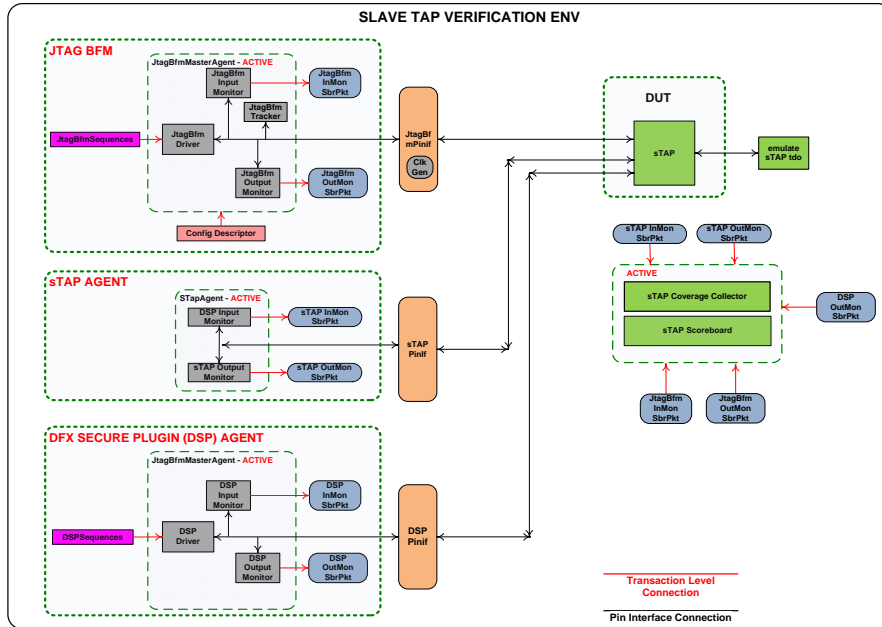 SLAVE TAP VERIFICATION ENV
JTAG BFM
JtagBfmMasterAgent - ACTIVE
JtagBfm
Input
Monitor
JtagBfm
InMon
SbrPkt
JtagBfm
Tracker
JtagBfmSequences
JtagBfm
Driver
JtagBfm
Output
Monitor
JtagBfm
OutMon
SbrPkt
Config Descriptor
JtagBf
mPinif
Clk
Gen
DUT
sTAP
emulate
sTAP tdo
sTAP AGENT
STapAgent - ACTIVE
DSP Input
Monitor
sTAP InMon
SbrPkt
sTAP Output
Monitor
sTAP OutMon
SbrPkt
sTAP
PinIf
sTAP InMon
SbrPkt
sTAP OutMon
SbrPkt
ACTIVE
sTAP Coverage Collector
sTAP Scoreboard
DSP
OutMon
SbrPkt
JtagBfm
InMon
SbrPkt
JtagBfm
OutMon
SbrPkt
DFX SECURE PLUGIN (DSP) AGENT
JtagBfmMasterAgent - ACTIVE
DSP
Input
Monitor
DSP
InMon
SbrPkt
DSPSequences
DSP
Driver
DSP
Output
Monitor
DSP
OutMon
SbrPkt
DSP
Pinif
Transaction Level
Connection
Pin Interface Connection